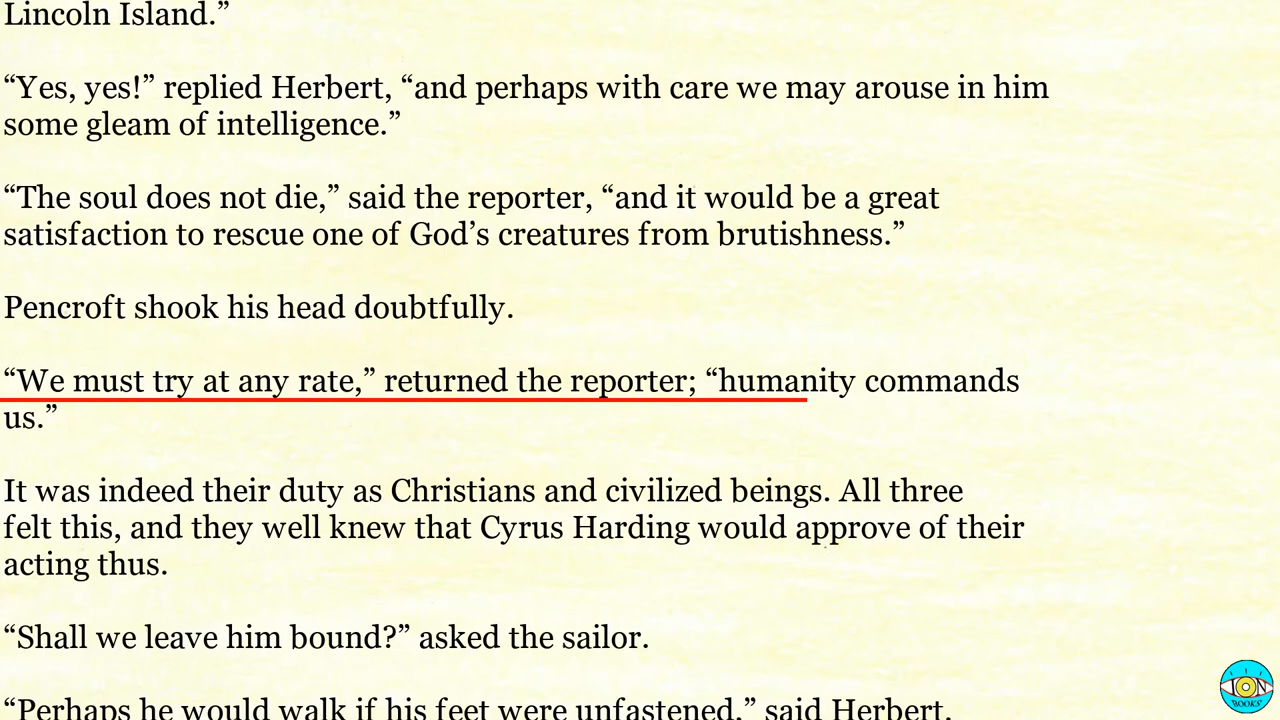 Lincoln Island.”
“Yes, yes!” replied Herbert, “and perhaps with care we may arouse in him
some gleam of intelligence.”
“The soul does not die,” said the reporter, “and it would be a great
satisfaction to rescue one of God’s creatures from brutishness.”
Pencroft shook his head doubtfully.
“We must try at any rate,” returned the reporter; “humanity commands
us.”
It was indeed their duty as Christians and civilized beings. All three
felt this, and they well knew that Cyrus Harding would approve of their
acting thus.
“Shall we leave him bound?” asked the sailor.
“Perhaps he would walk if his feet were unfastened,” said Herbert.
ION
BOOKS